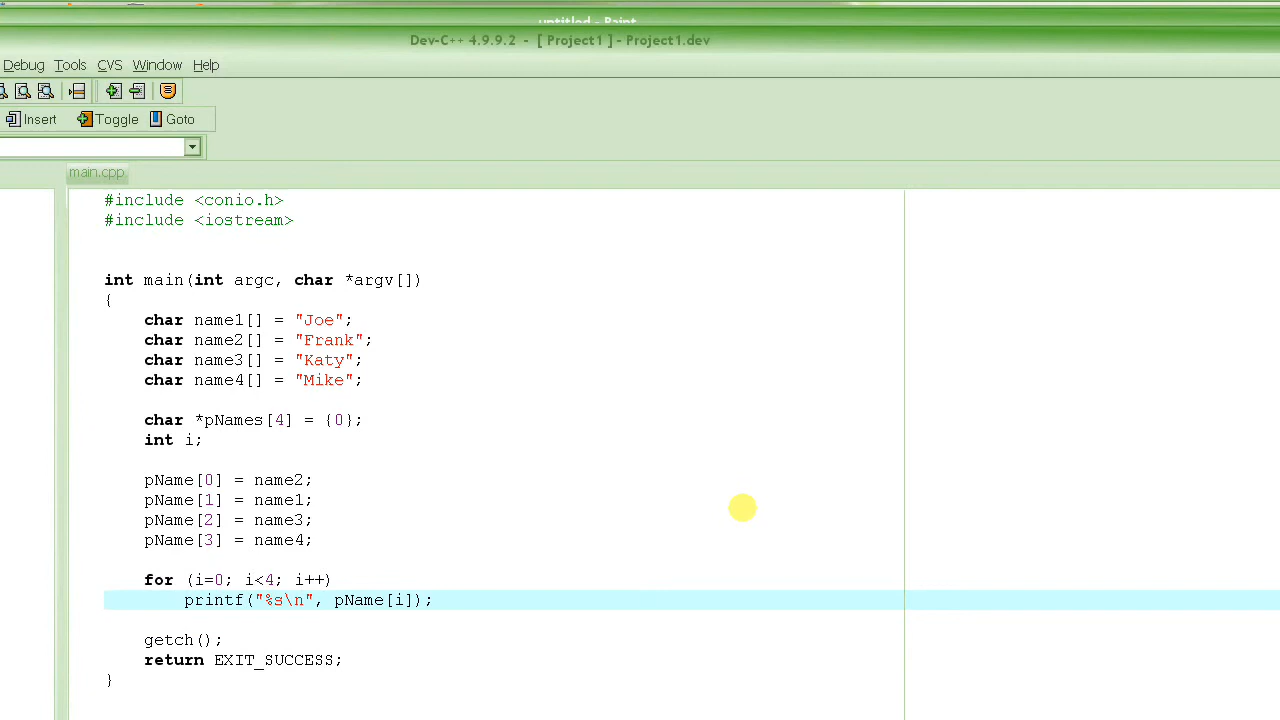 untitled - Paint
Dev-C++ 4.9.9.2 - [ Project1 ] - Project1.dev
Debug Tools CVS Window Help
Insert Toggle Goto
main.cpp
#include <conio.h>
#include <iostream>
int main(int argc, char *argv[])
{
char name1[] = "Joe";
char name2[] = "Frank";
char name3[] = "Katy";
char name4[] = "Mike";
char *pNames[4] = {0};
int i;
pName[0] = name2;
pName[1] = name1;
pName[2] = name3;
pName[3] = name4;
for (i=0; i<4; i++)
printf("%s\n", pName[i]);
getch();
return EXIT_SUCCESS;
}